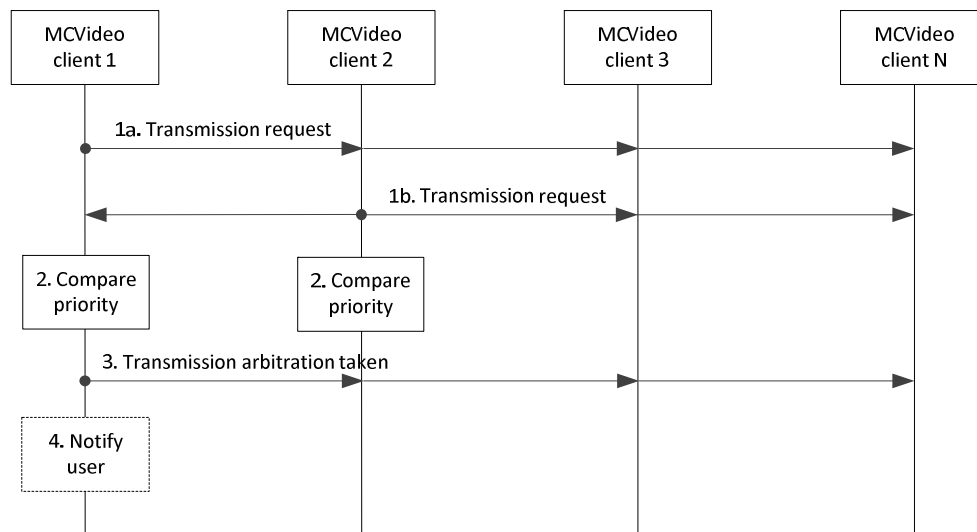 MCVideo
client 1
MCVideo
client 2
MCVideo
client 3
MCVideo
client N
1a. Transmission request
1b. Transmission request
2. Compare
priority
2. Compare
priority
3. Transmission arbitration taken
4. Notify
user